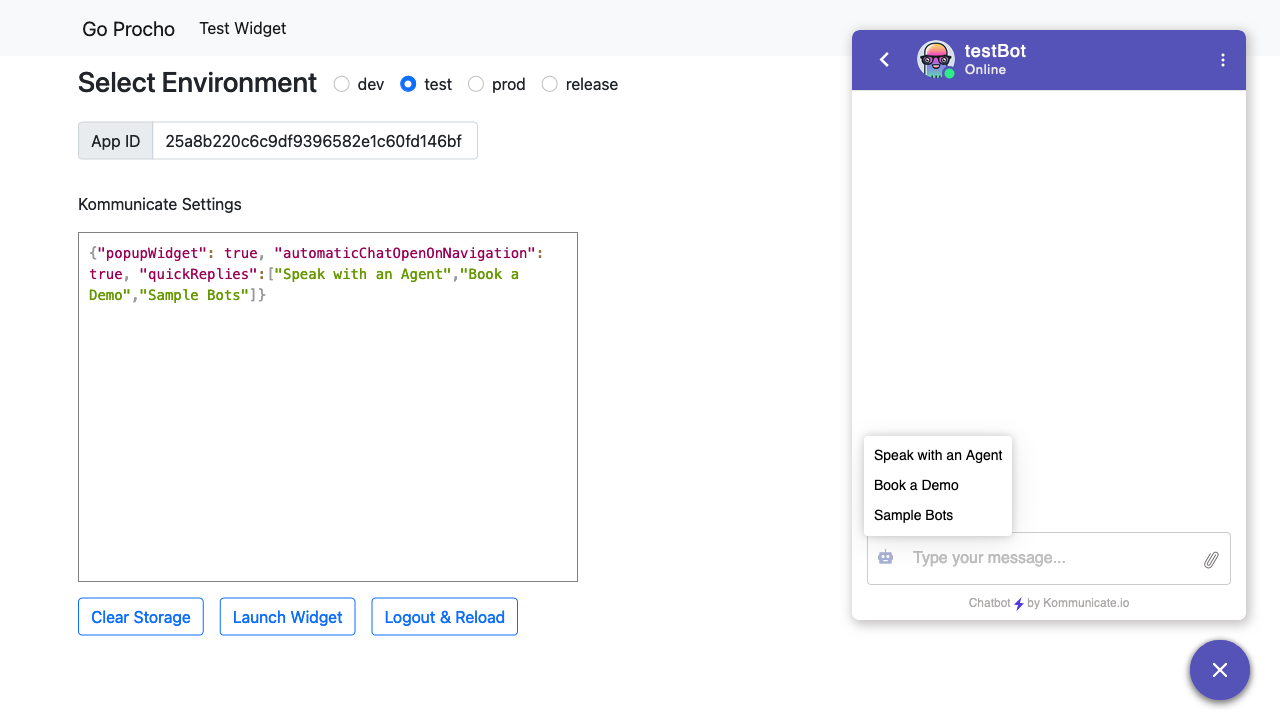 Go Procho Test Widget
Select Environment dev test prod release
App ID 25a8b220c6c9df9396582e1c60fd146bf
Kommunicate Settings
{"popupWidget": true, "automaticChatOpenOnNavigation":
true, "quickReplies":["Speak with an Agent","Book a
Demo","Sample Bots"]}
Clear Storage Launch Widget Logout & Reload
testBot
Online
Speak with an Agent
Book a Demo
Sample Bots
Type your message...
Chatbot by Kommunicate.io